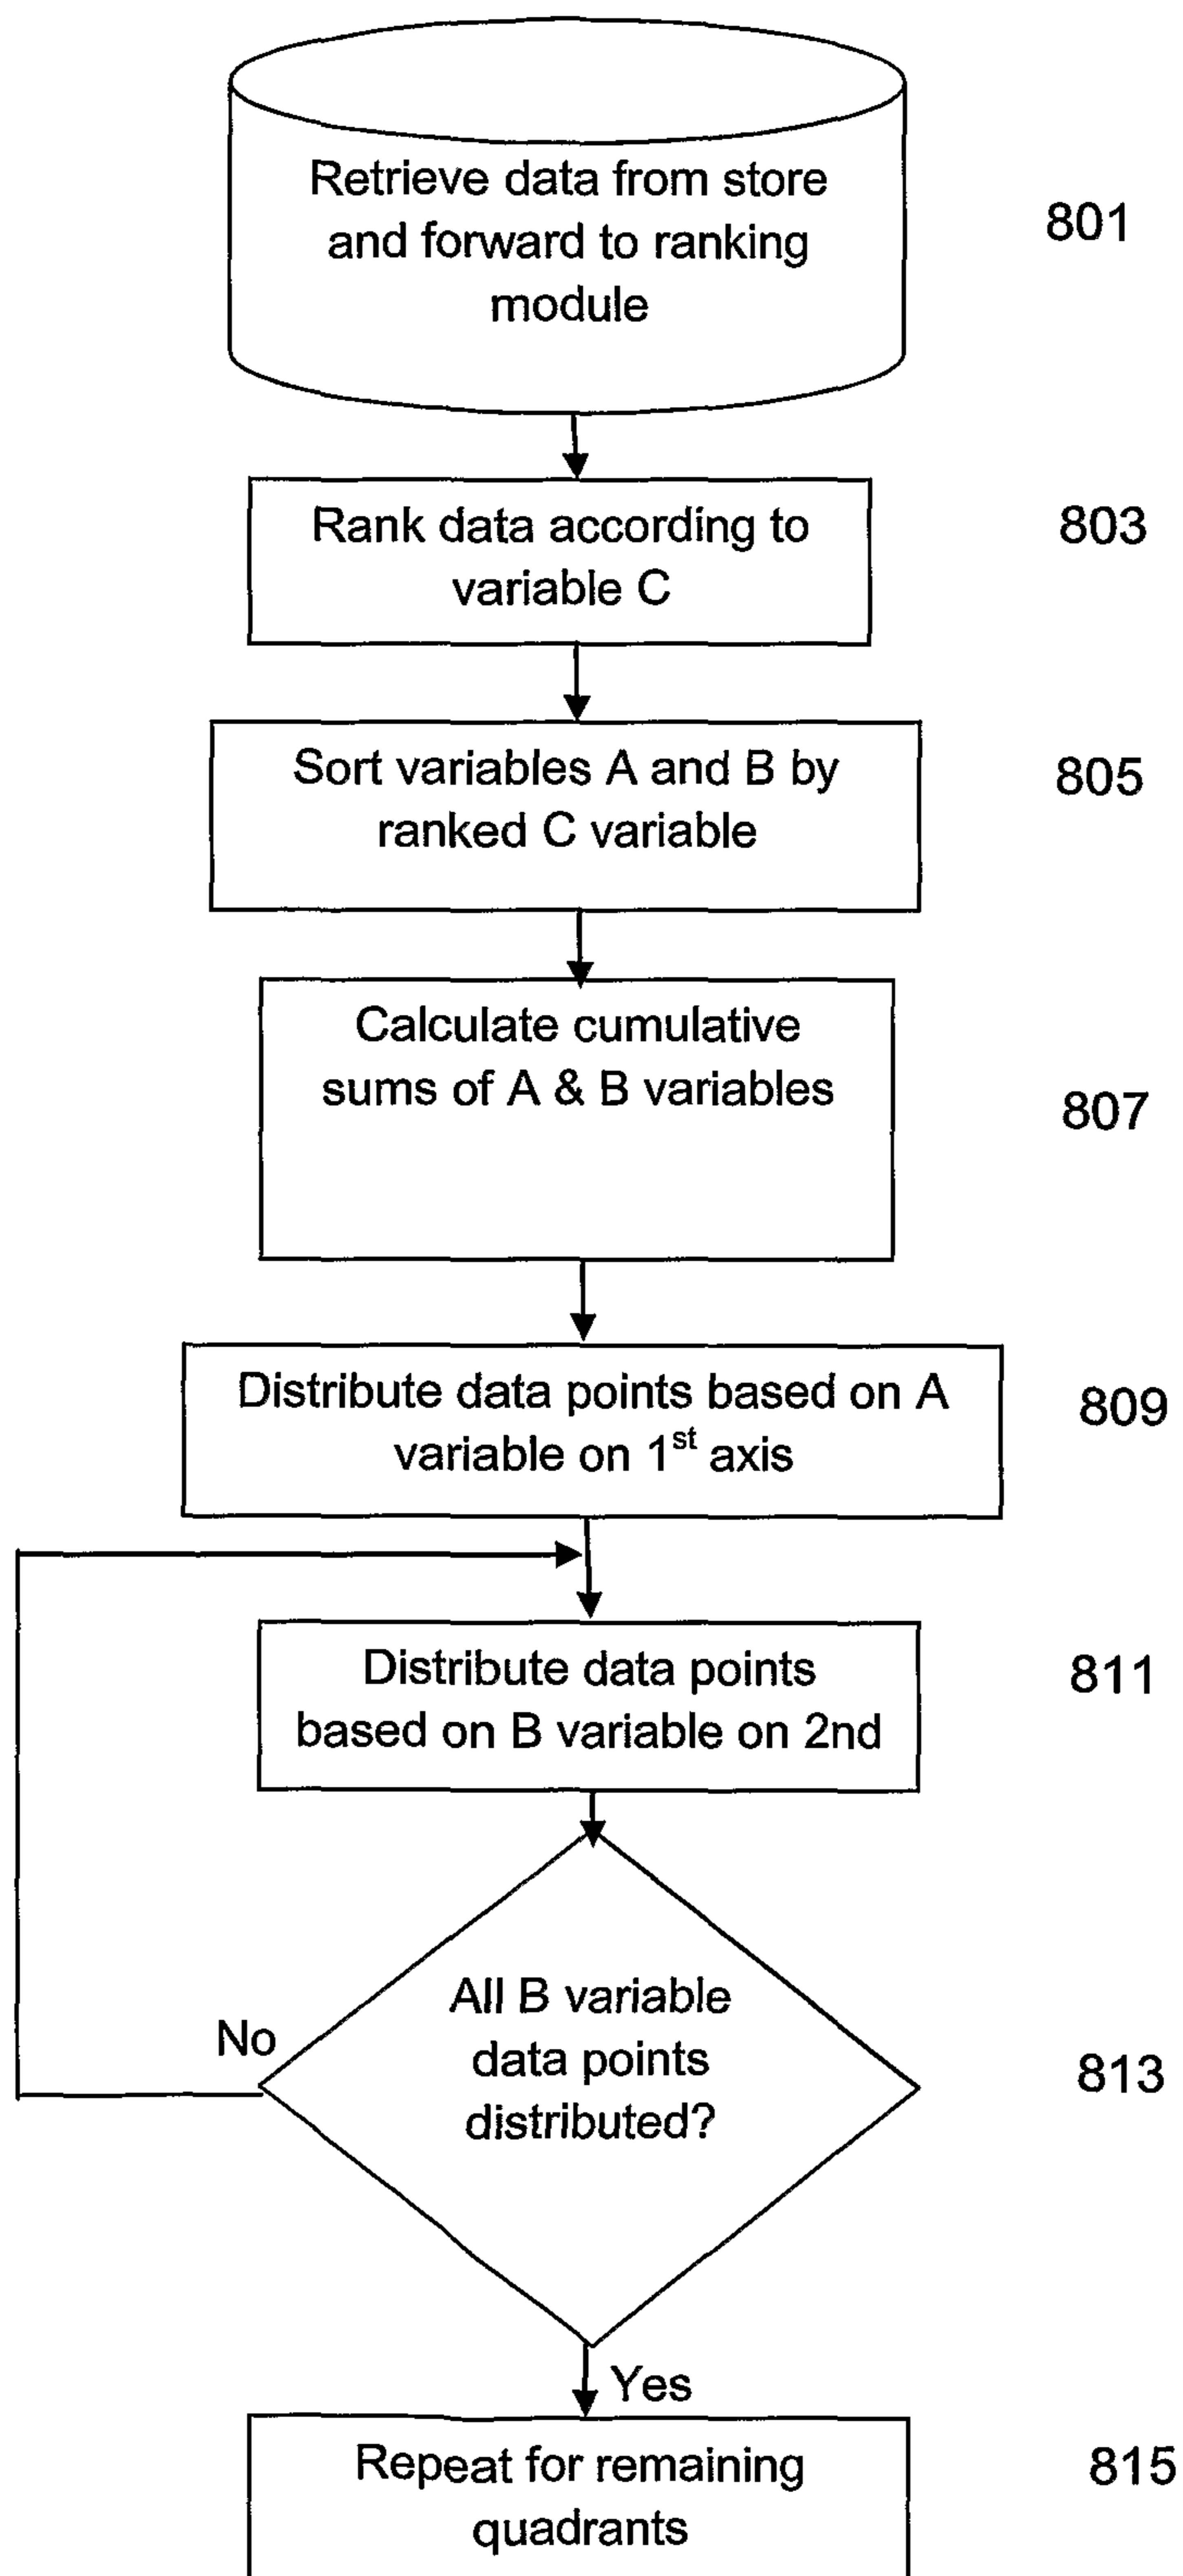 Retrieve data from store
and forward to ranking
module
801
Rank data according to
variable C
803
Sort variables A and B by
ranked C variable
805
Calculate cumulative
sums of A & B variables
807
Distribute data points based on A
variable on 1st axis
809
Distribute data points
based on B variable on 2nd
811
All B variable
data points
distributed?
813
No
Yes
Repeat for remaining
quadrants
815